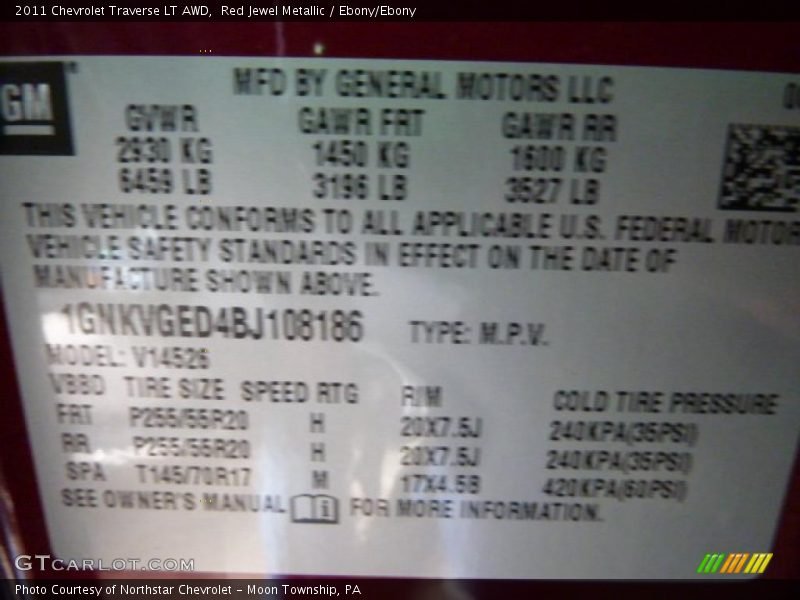 2011 Chevrolet Traverse LT AWD, Red Jewel Metallic / Ebony/Ebony
GM
MFD BY GENERAL MOTORS LLC
GVWR GAWR FRT GAWR RR
2930 KG 1450 KG 1600 KG
6459 LB 3196 LB 3527 LB
THIS VEHICLE CONFORMS TO ALL APPLICABLE U.S. FEDERAL MOTOR
VEHICLE SAFETY STANDARDS IN EFFECT ON THE DATE OF
MANUFACTURE SHOWN ABOVE.
1GNKVGED4BJ108186 TYPE: M.P.V.
MODEL: V14526
VBBD TIRE SIZE SPEED RTG RIM COLD TIRE PRESSURE
FRT P255/55R20 H 20X7.5J 240KPA(35PSI)
RR P255/55R20 H 20X7.5J 240KPA(35PSI)
SPA T145/70R17 M 17X4.5B 420KPA(60PSI)
SEE OWNER'S MANUAL FOR MORE INFORMATION.
GTCARLOT.COM
Photo Courtesy of Northstar Chevrolet - Moon Township, PA